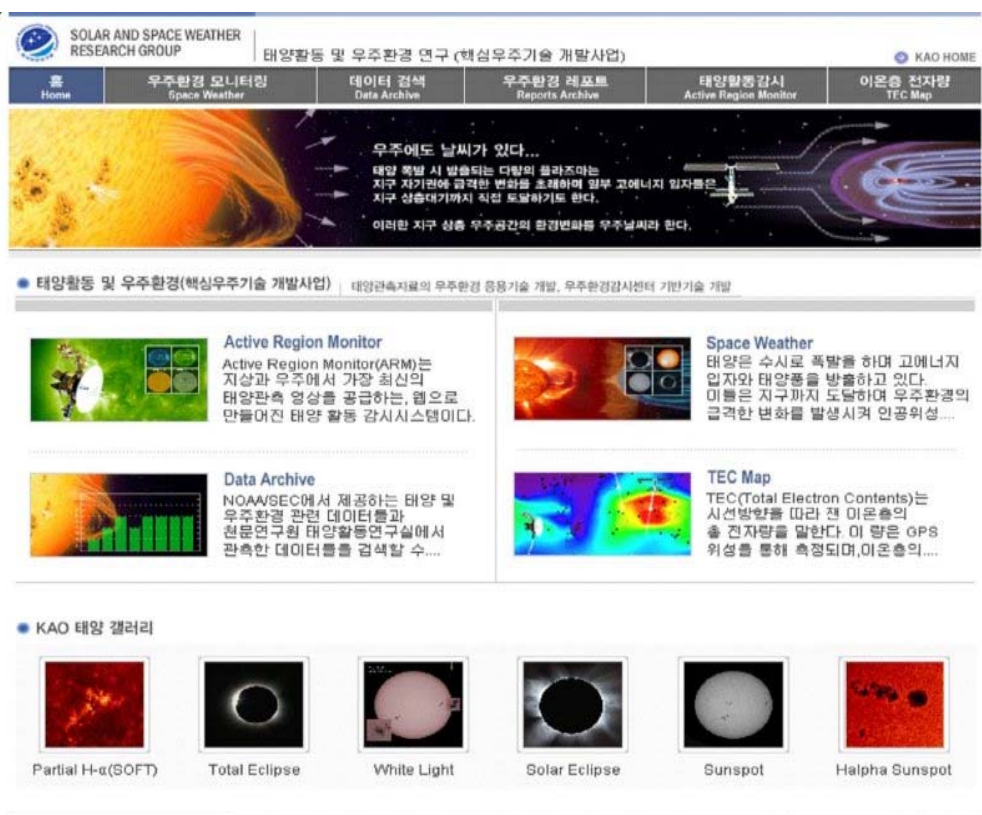 SOLAR AND SPACE WEATHER
RESEARCH GROUP
태양활동 및 우주환경 연구 (핵심우주기술 개발사업)
KAO HOME
홈
Home
우주환경 모니터링
Space Weather
데이터 검색
Data Archive
우주환경 레포트
Reports Archive
태양활동감시
Active Region Monitor
이온층 전자량
TEC Map
우주에도 날씨가 있다...
태양 폭발 시 방출되는 다량의 플라즈마는
지구 자기권에 급격한 변화를 초래하며 일부 고에너지 입자들은
지구 상층대기까지 직접 도달하기도 한다.
이러한 지구 상층 우주공간의 환경변화를 우주날씨라 한다.
태양활동 및 우주환경(핵심우주기술 개발사업)
태양관측자료의 우주환경 응용기술 개발, 우주환경감시센터 기반기술 개발
Active Region Monitor
Active Region Monitor(ARM)는
지상과 우주에서 가장 최신의
태양관측 영상을 공급하는, 웹으로
만들어진 태양 활동 감시시스템이다.
Space Weather
태양은 수시로 폭발을 하며 고에너지
입자와 태양풍을 방출하고 있다.
이들은 지구까지 도달하며 우주환경의
급격한 변화를 발생시켜 인공위성....
Data Archive
NOAA/SEC에서 제공하는 태양 및
우주환경 관련 데이터들과
천문연구원 태양활동연구실에서
관측한 데이터들을 검색할 수....
TEC Map
TEC(Total Electron Contents)는
시선방향을 따라 잰 이온층의
총 전자량을 말한다. 이 량은 GPS
위성을 통해 측정되며,이온층의....
KAO 태양 갤러리
Partial H-α(SOFT)
Total Eclipse
White Light
Solar Eclipse
Sunspot
Halpha Sunspot